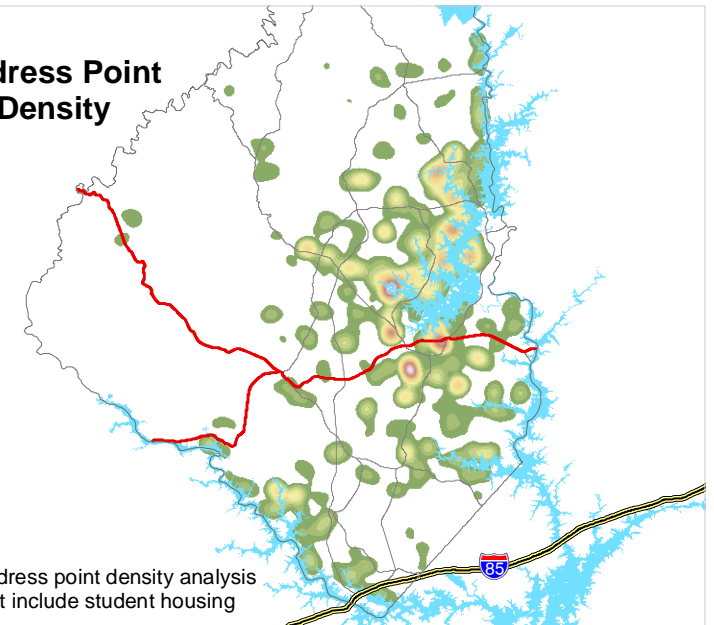 dress Point
Density
85
dress point density analysis
t include student housing